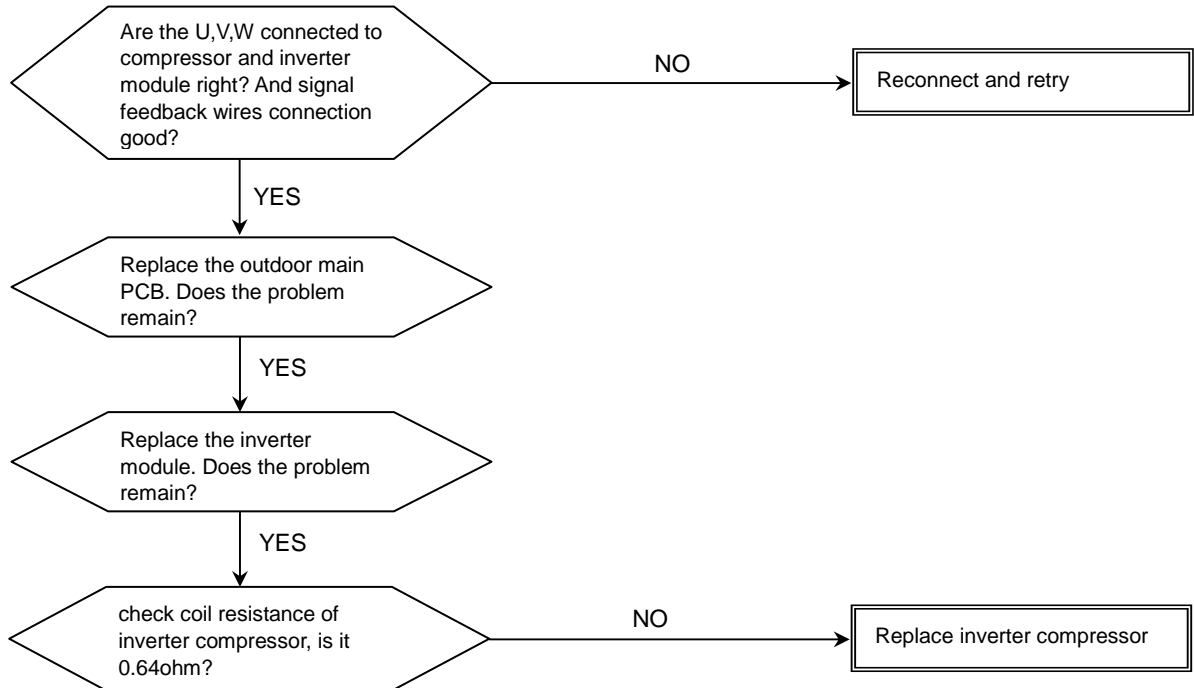 Are the U,V,W connected to
compressor and inverter
module right? And signal
feedback wires connection
good?
NO
Reconnect and retry
YES
Replace the outdoor main
PCB. Does the problem
remain?
YES
Replace the inverter
module. Does the problem
remain?
YES
check coil resistance of
inverter compressor, is it
0.64ohm?
NO
Replace inverter compressor